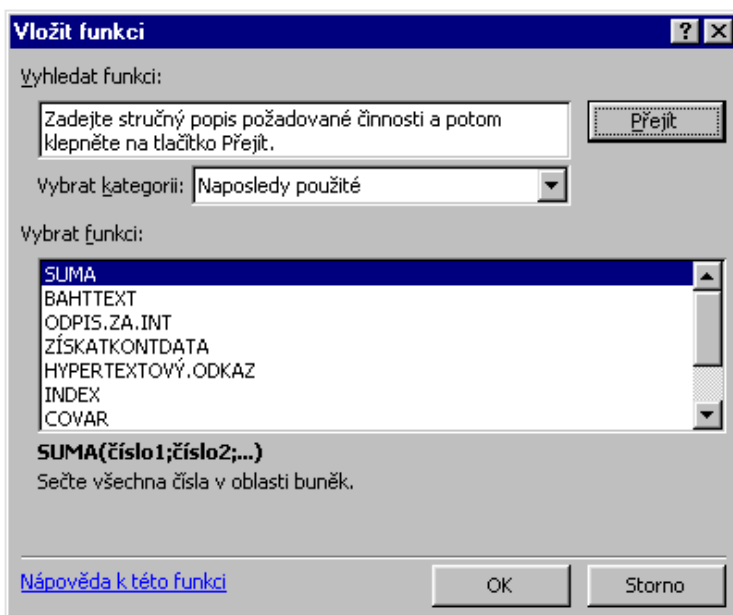 Vložit funkci
Vyhledat funkci:
Zadejte stručný popis požadované činnosti a potom
klepněte na tlačítko Přejít.
Přejít
Vybrat kategorii: Naposledy použité
Vybrat funkci:
SUMA
BAHTTEXT
ODPIS.ZA.INT
ZÍSKATKONTDATA
HYPERTEXTOVÝ.ODKAZ
INDEX
COVAR
SUMA(číslo1;číslo2;...)
Sečte všechna čísla v oblasti buněk.
Nápověda k této funkci
OK
Storno